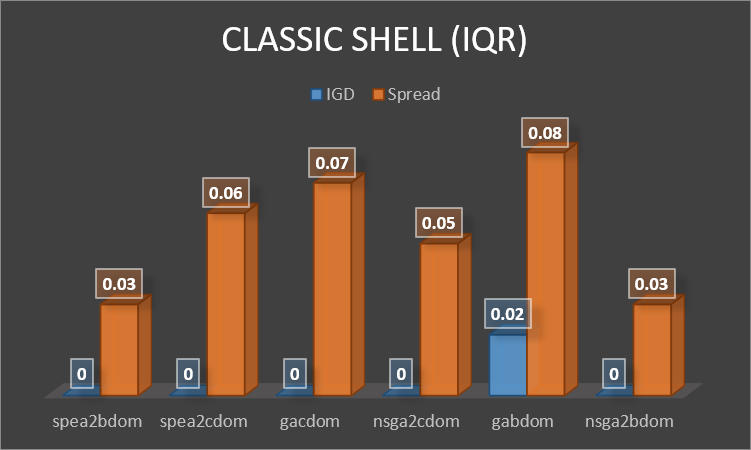 CLASSIC SHELL (IQR)
IGD Spread
0 0.03 0 0.06 0 0.07 0 0.05 0.02 0.08 0 0.03
spea2bdom spea2cdom gacdom nsga2cdom gabdom nsga2bdom